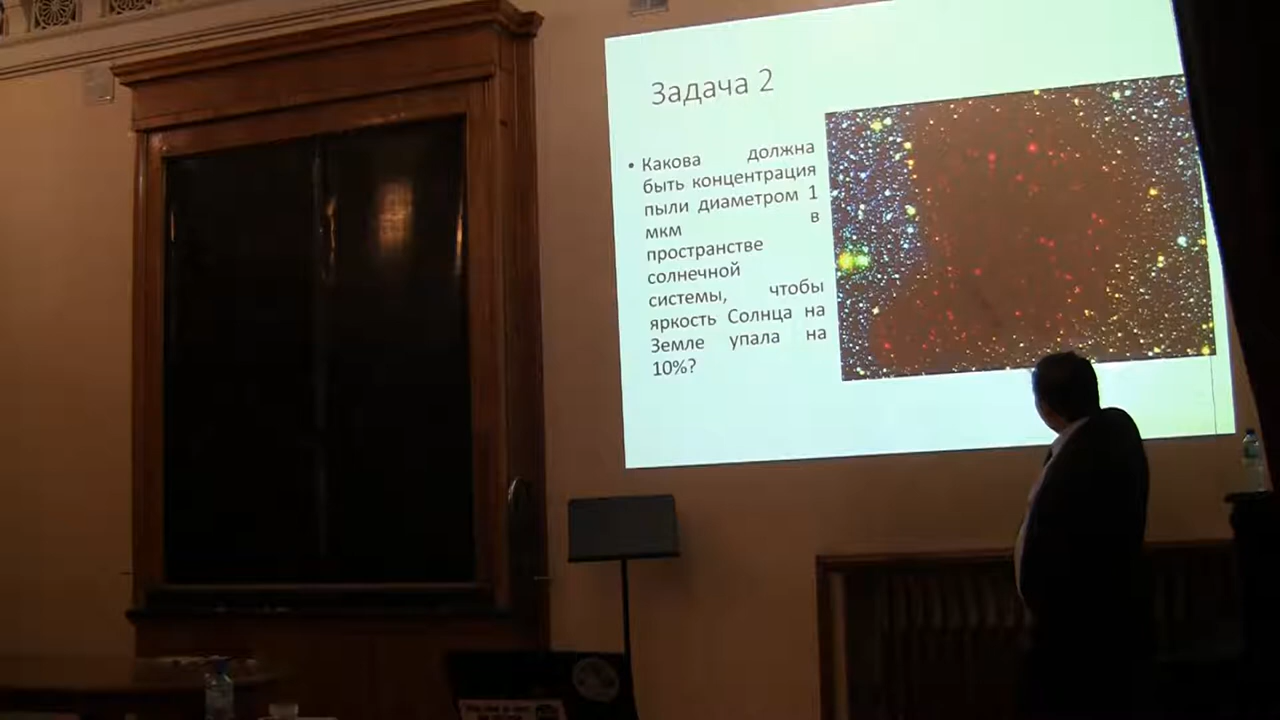 Задача 2
• Какова должна
быть концентрация
пыли диаметром 1
мкм в
пространстве
солнечной
системы, чтобы
яркость Солнца на
Земле упала на
10%?